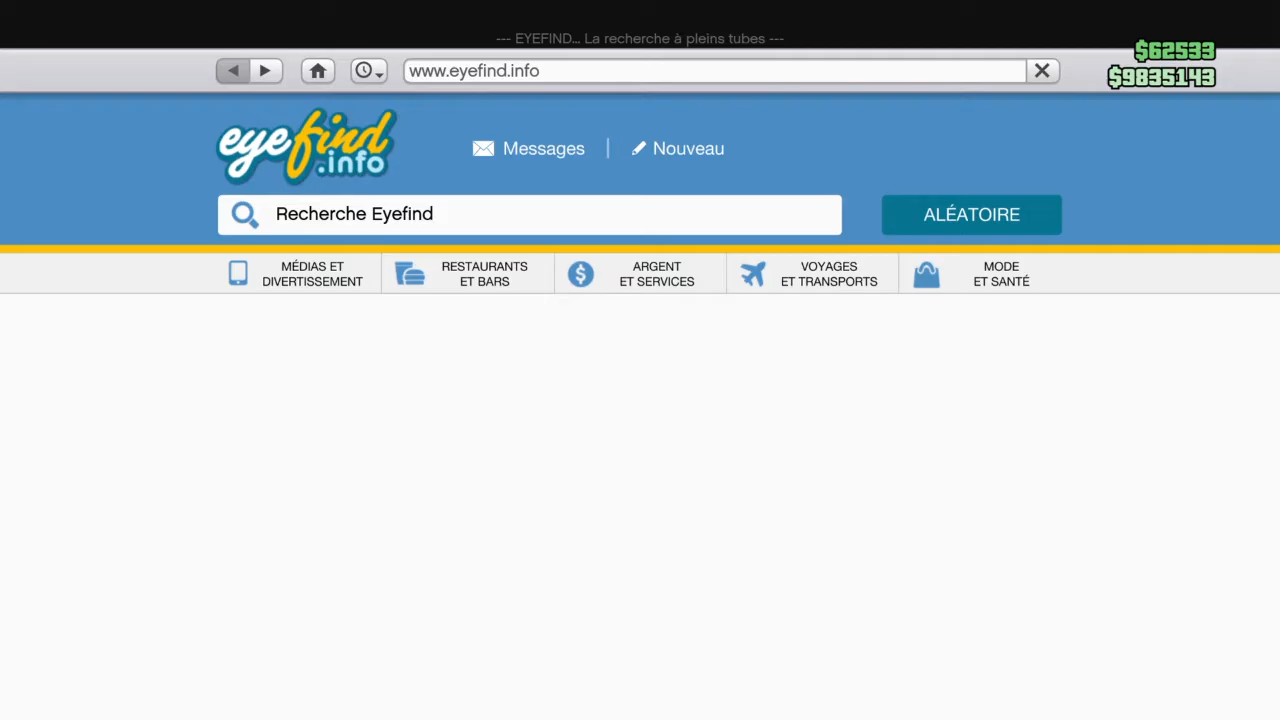 --- EYEFIND... La recherche à pleins tubes ---
$62533
www.eyefind.info
$9835143
eyefind
.info
Messages | Nouveau
Recherche Eyefind
ALÉATOIRE
MÉDIAS ET
DIVERTISSEMENT
RESTAURANTS
ET BARS
ARGENT
ET SERVICES
VOYAGES
ET TRANSPORTS
MODE
ET SANTÉ